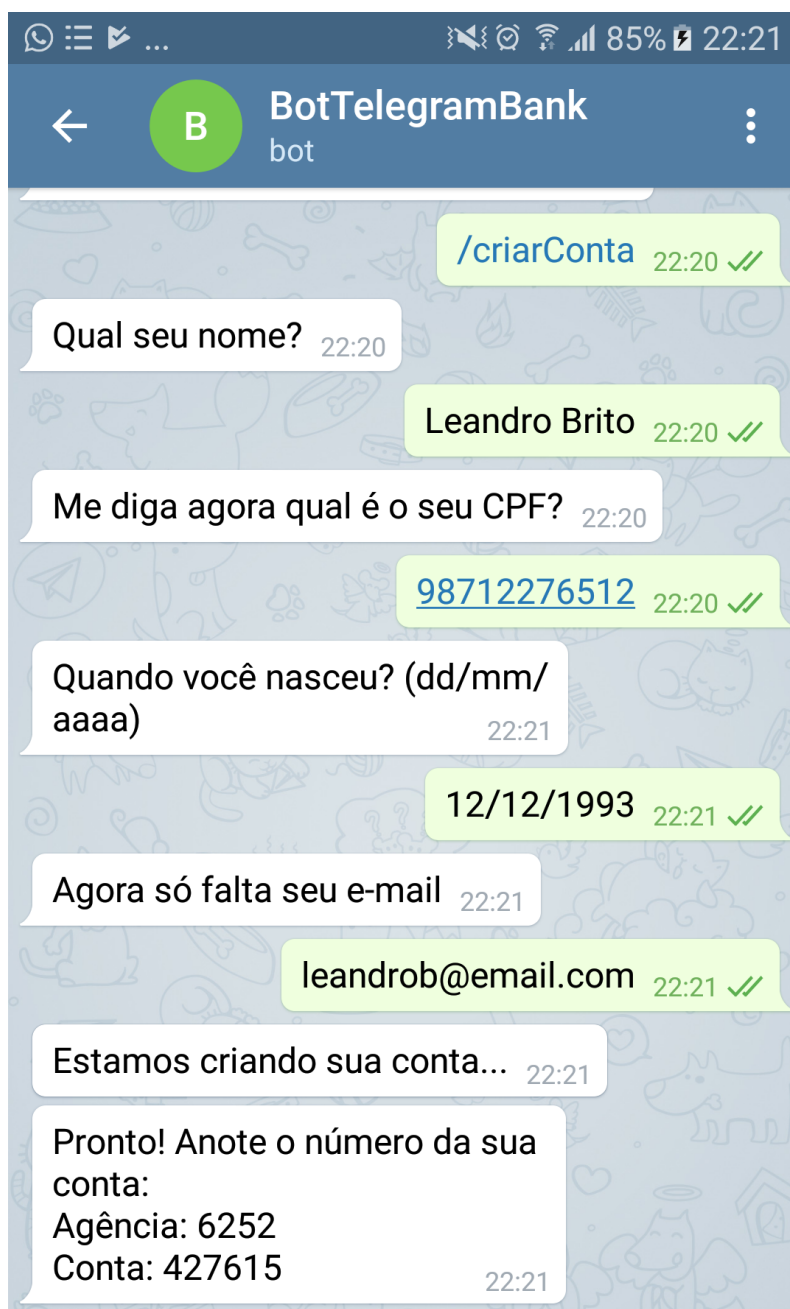 ... 85% 22:21
B BotTelegramBank
bot
/criarConta 22:20
Qual seu nome? 22:20
Leandro Brito 22:20
Me diga agora qual é o seu CPF? 22:20
98712276512 22:20
Quando você nasceu? (dd/mm/
aaaa) 22:21
12/12/1993 22:21
Agora só falta seu e-mail 22:21
leandrob@email.com 22:21
Estamos criando sua conta... 22:21
Pronto! Anote o número da sua
conta:
Agência: 6252
Conta: 427615 22:21